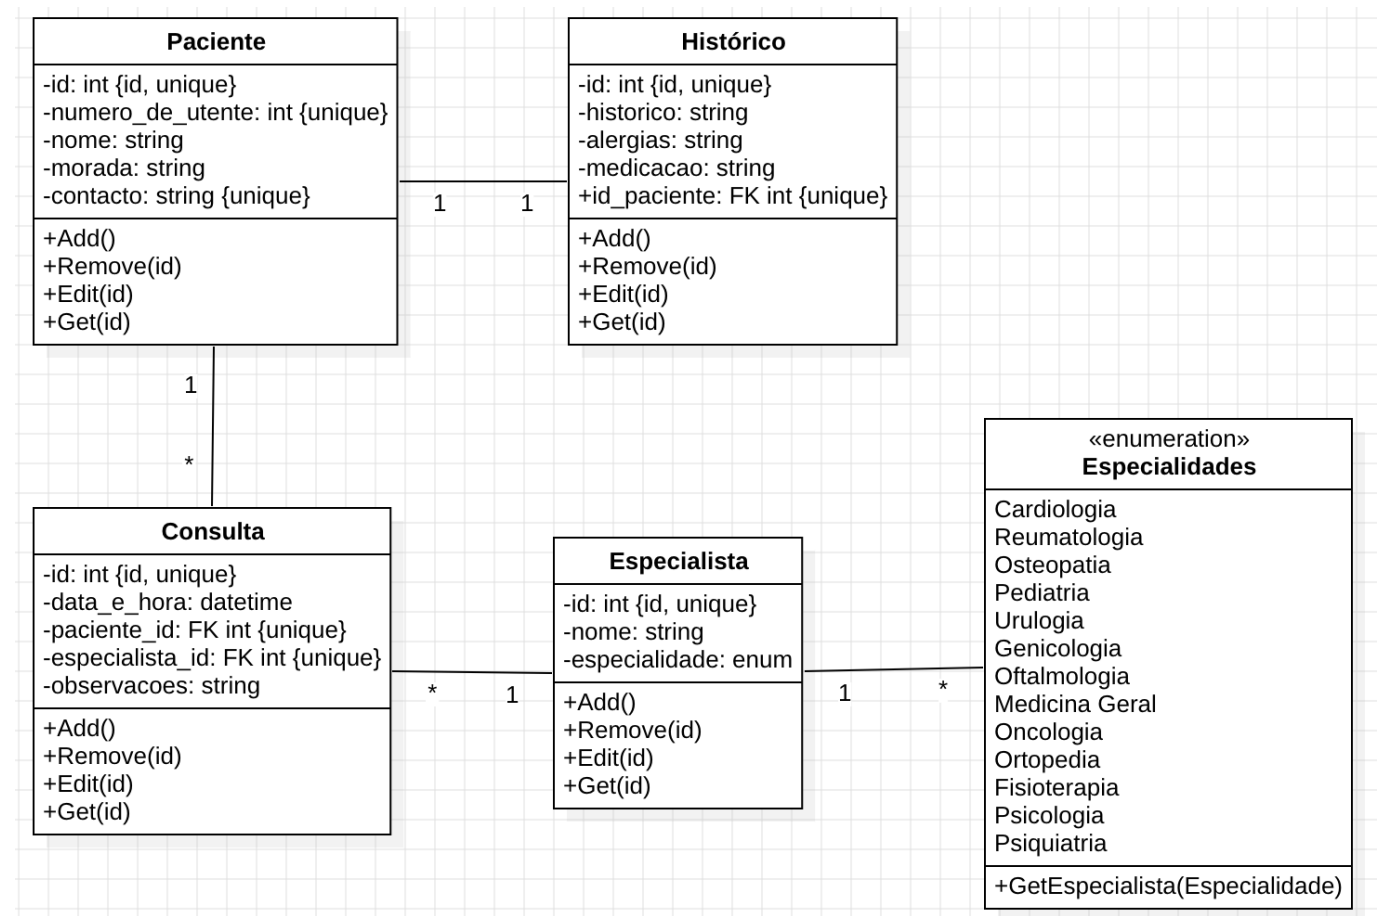 Paciente
-id: int {id, unique}
-numero_de_utente: int {unique}
-nome: string
-morada: string
-contacto: string {unique}
+Add()
+Remove(id)
+Edit(id)
+Get(id)
1
1
Histórico
-id: int {id, unique}
-historico: string
-alergias: string
-medicacao: string
+id_paciente: FK int {unique}
+Add()
+Remove(id)
+Edit(id)
+Get(id)
1
*
Consulta
-id: int {id, unique}
-data_e_hora: datetime
-paciente_id: FK int {unique}
-especialista_id: FK int {unique}
-observacoes: string
+Add()
+Remove(id)
+Edit(id)
+Get(id)
*
1
Especialista
-id: int {id, unique}
-nome: string
-especialidade: enum
+Add()
+Remove(id)
+Edit(id)
+Get(id)
1
*
«enumeration»
Especialidades
Cardiologia
Reumatologia
Osteopatia
Pediatria
Urulogia
Genicologia
Oftalmologia
Medicina Geral
Oncologia
Ortopedia
Fisioterapia
Psicologia
Psiquiatria
+GetEspecialista(Especialidade)